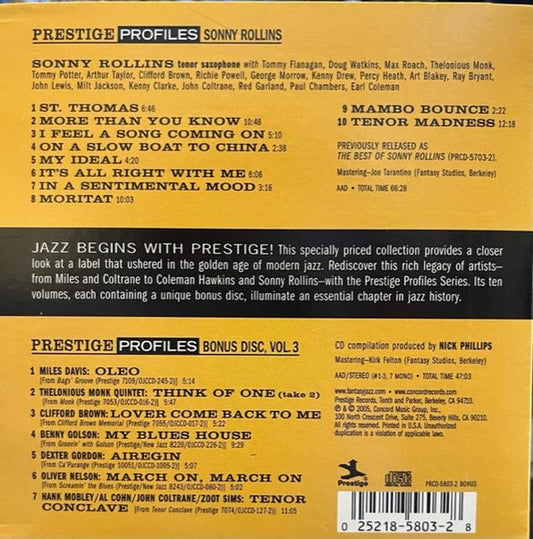 PRESTIGE PROFILES SONNY ROLLINS
SONNY ROLLINS tenor saxophone with Tommy Flanagan, Doug Watkins, Max Roach, Thelonious Monk,
Tommy Potter, Arthur Taylor, Clifford Brown, Richie Powell, George Morrow, Kenny Drew, Percy Heath, Art Blakey, Ray Bryant,
John Lewis, Milt Jackson, Kenny Clarke, John Coltrane, Red Garland, Paul Chambers, Earl Coleman
1 ST. THOMAS 6:46
2 MORE THAN YOU KNOW 10:48
3 I FEEL A SONG COMING ON 5:10
4 ON A SLOW BOAT TO CHINA 2:38
5 MY IDEAL 4:20
6 IT'S ALL RIGHT WITH ME 6:06
7 IN A SENTIMENTAL MOOD 3:16
8 MORITAT 10:03
9 MAMBO BOUNCE 2:22
10 TENOR MADNESS 12:18
PREVIOUSLY RELEASED AS
THE BEST OF SONNY ROLLINS (PRCD-5703-2).
Mastering–Joe Tarantino (Fantasy Studios, Berkeley)
AAD • TOTAL TIME 66:28
JAZZ BEGINS WITH PRESTIGE! This specially priced collection provides a closer
look at a label that ushered in the golden age of modern jazz. Rediscover this rich legacy of artists–
from Miles and Coltrane to Coleman Hawkins and Sonny Rollins–with the Prestige Profiles Series. Its ten
volumes, each containing a unique bonus disc, illuminate an essential chapter in jazz history.
PRESTIGE PROFILES BONUS DISC, VOL.3
1 MILES DAVIS: OLEO
[From Bags' Groove (Prestige 7109/OJCCD-245-2)] 5:14
2 THELONIOUS MONK QUINTET: THINK OF ONE (take 2)
[From Monk (Prestige 7053/OJCCD-016-2)] 5:47
3 CLIFFORD BROWN: LOVER COME BACK TO ME
[From Clifford Brown Memorial (Prestige 7055/OJCCD-017-2)] 5:22
4 BENNY GOLSON: MY BLUES HOUSE
[From Groovin' with Golson (Prestige/New Jazz 8220/OJCCD-226-2)] 9:29
5 DEXTER GORDON: AIREGIN
[From Ca'Purange (Prestige 10051/OJCCD-1005-2)] 5:07
6 OLIVER NELSON: MARCH ON, MARCH ON
[From Screamin' the Blues (Prestige/New Jazz 8243/OJCCD-080-2)] 5:02
7 HANK MOBLEY/AL COHN/JOHN COLTRANE/ZOOT SIMS: TENOR
CONCLAVE [From Tenor Conclave (Prestige 7074/OJCCD-127-2)] 11:05
CD compilation produced by NICK PHILLIPS
Mastering–Kirk Felton (Fantasy Studios, Berkeley)
AAD/STEREO (#1-3, 7 MONO) • TOTAL TIME 47:03
www.fantasyjazz.com • www.concordrecords.com
Prestige Records, Tenth and Parker, Berkeley, CA 94710.
℗ & © 2005, Concord Music Group, Inc.,
100 North Crescent Drive, Suite 275, Beverly Hills, CA 90210.
All rights reserved. Printed in U.S.A. Unauthorized
duplication is a violation of applicable laws.
Prestige
COMPACT disc DIGITAL AUDIO
PRCD-5803-2 BONUS
0 25218-5803-2 8